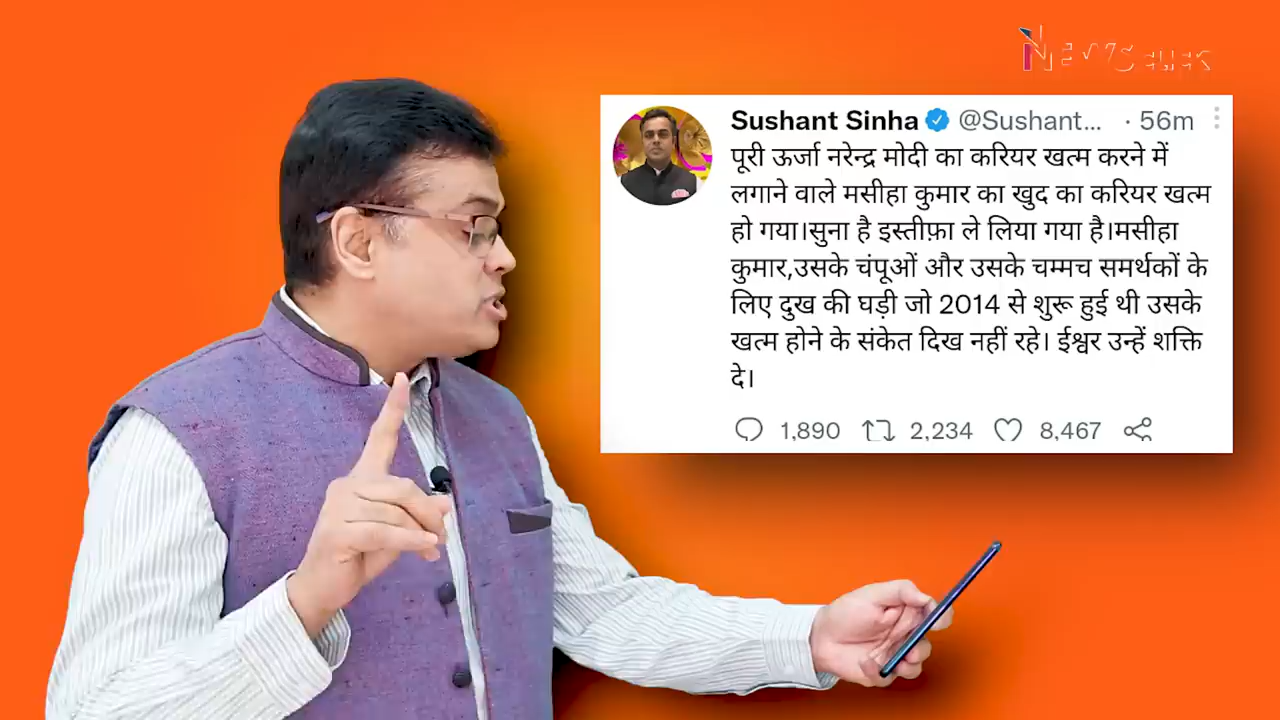 NEWSCLICK
Sushant Sinha @Sushant... · 56m
पूरी ऊर्जा नरेन्द्र मोदी का करियर खत्म करने में
लगाने वाले मसीहा कुमार का खुद का करियर खत्म
हो गया।सुना है इस्तीफ़ा ले लिया गया है।मसीहा
कुमार,उसके चंपूओं और उसके चम्मच समर्थकों के
लिए दुख की घड़ी जो 2014 से शुरू हुई थी उसके
खत्म होने के संकेत दिख नहीं रहे। ईश्वर उन्हें शक्ति
दे।
1,890 2,234 8,467